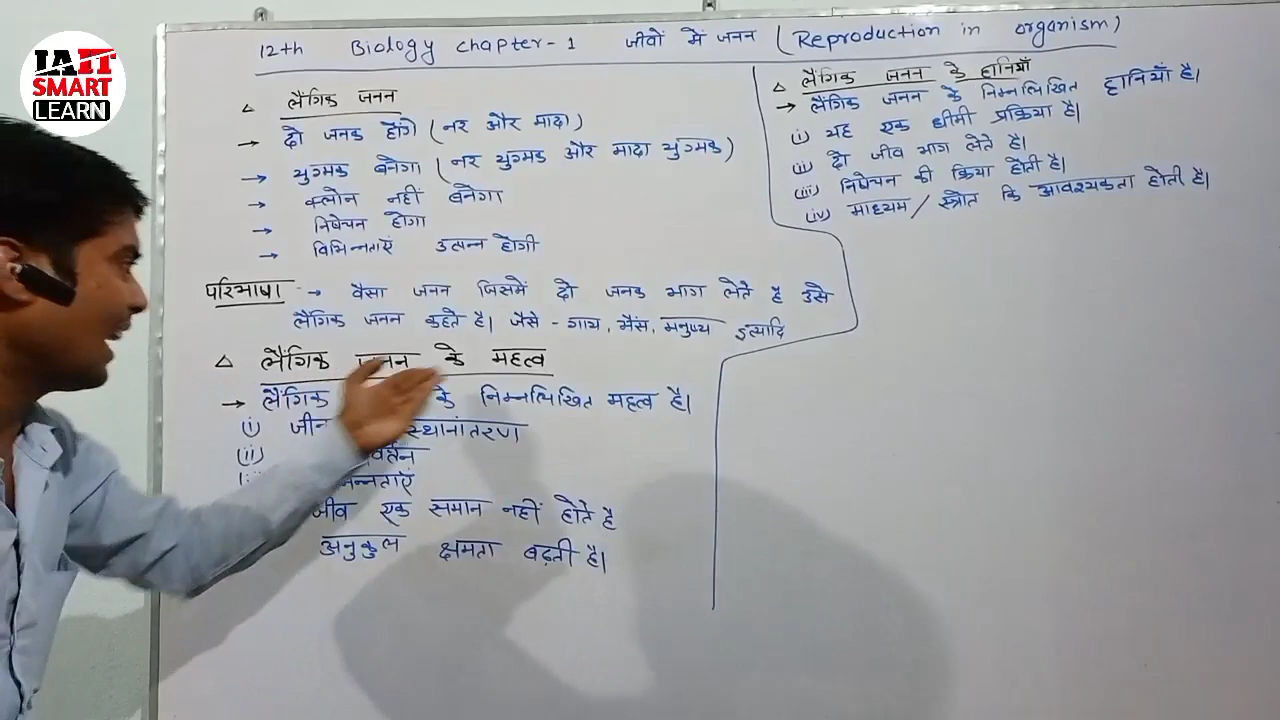 IAIT
SMART
LEARN
12th Biology chapter-1 जीवों में जनन (Reproduction in organism)
△ लैंगिक जनन
→ दो जनक होंगे (नर और मादा)
→ युग्मक बनेगा (नर युग्मक और मादा युग्मक)
→ क्लोन नहीं बनेगा
→ निषेचन होगा
→ विभिन्नताएं उत्पन्न होगी
परिभाषा → वैसा जनन जिसमें दो जनक भाग लेते है उसे
लैंगिक जनन कहते है। जैसे - गाय, भैंस, मनुष्य इत्यादि
△ लैंगिक जनन के महत्व
→ लैंगिक के निम्नलिखित महत्व है।
(i) जीन स्थानांतरण
(ii)
जीव एक समान नहीं होते है
अनुकुल क्षमता बढ़ती है।
△ लैंगिक जनन के हानियाँ
→ लैंगिक जनन के निम्नलिखित हानियाँ है।
(i) यह एक धीमी प्रक्रिया है।
(ii) दो जीव भाग लेते है।
(iii) निषेचन की क्रिया होती है।
(iv) माध्यम / स्त्रोत कि आवश्यकता होती है।